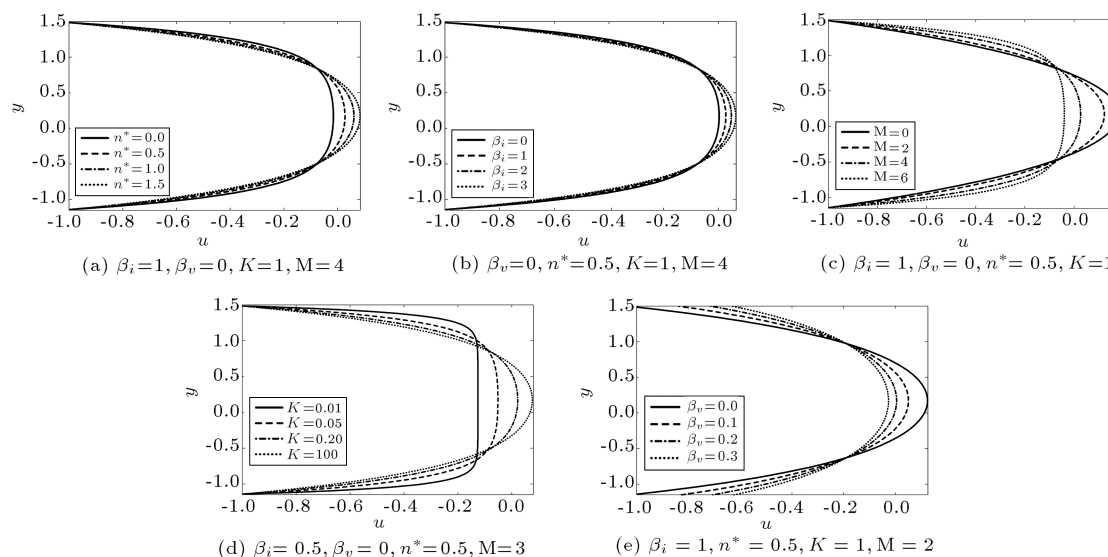 1.5
1.0
0.5
0.0
-0.5
-1.0
y
n*=0.0
n*=0.5
n*=1.0
n*=1.5
-1.0 -0.8 -0.6 -0.4 -0.2 0.0
u
(a) βi=1, βv=0, K=1, M=4
1.5
1.0
0.5
0.0
-0.5
-1.0
y
βi=0
βi=1
βi=2
βi=3
-1.0 -0.8 -0.6 -0.4 -0.2 0.0
u
(b) βv=0, n*=0.5, K=1, M=4
1.5
1.0
0.5
0.0
-0.5
-1.0
y
M=0
M=2
M=4
M=6
-1.0 -0.8 -0.6 -0.4 -0.2 0.0
u
(c) βi= 1, βv= 0, n*= 0.5, K=1
1.5
1.0
0.5
0.0
-0.5
-1.0
y
K=0.01
K=0.05
K=0.20
K=100
-1.0 -0.8 -0.6 -0.4 -0.2 0.0
u
(d) βi= 0.5, βv= 0, n*=0.5, M=3
1.5
1.0
0.5
0.0
-0.5
-1.0
y
βv=0.0
βv=0.1
βv=0.2
βv=0.3
-1.0 -0.8 -0.6 -0.4 -0.2 0.0
u
(e) βi = 1, n* = 0.5, K = 1, M = 2